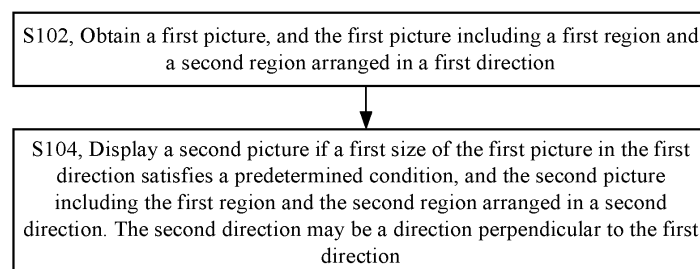 S102, Obtain a first picture, and the first picture including a first region and
a second region arranged in a first direction
S104, Display a second picture if a first size of the first picture in the first
direction satisfies a predetermined condition, and the second picture
including the first region and the second region arranged in a second
direction. The second direction may be a direction perpendicular to the first
direction